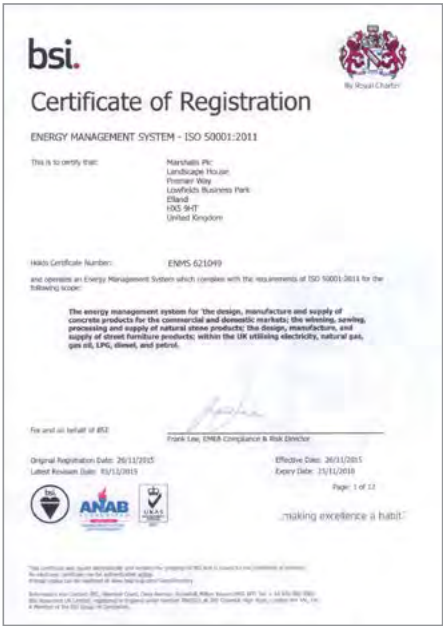 bsi.
By Royal Charter
Certificate of Registration
ENERGY MANAGEMENT SYSTEM - ISO 50001:2011
This is to certify that:
Marshalls Plc
Landscape House
Premier Way
Lowfields Business Park
Elland
HX5 9HT
United Kingdom
Holds Certificate Number:
ENMS 621049
and operates an Energy Management System which complies with the requirements of ISO 50001:2011 for the
following scope:
The energy management system for 'the design, manufacture and supply of
concrete products for the commercial and domestic markets; the winning, sawing,
processing and supply of natural stone products; the design, manufacture, and
supply of street furniture products; within the UK utilising electricity, natural gas,
gas oil, LPG, diesel, and petrol.
For and on behalf of BSI:
Frank Lee, EMEA Compliance & Risk Director
Original Registration Date: 26/11/2015
Effective Date: 26/11/2015
Latest Revision Date: 03/12/2015
Expiry Date: 25/11/2018
Page: 1 of 12
bsi.
ANAB
ACCREDITED
UKAS
...making excellence a habit.™